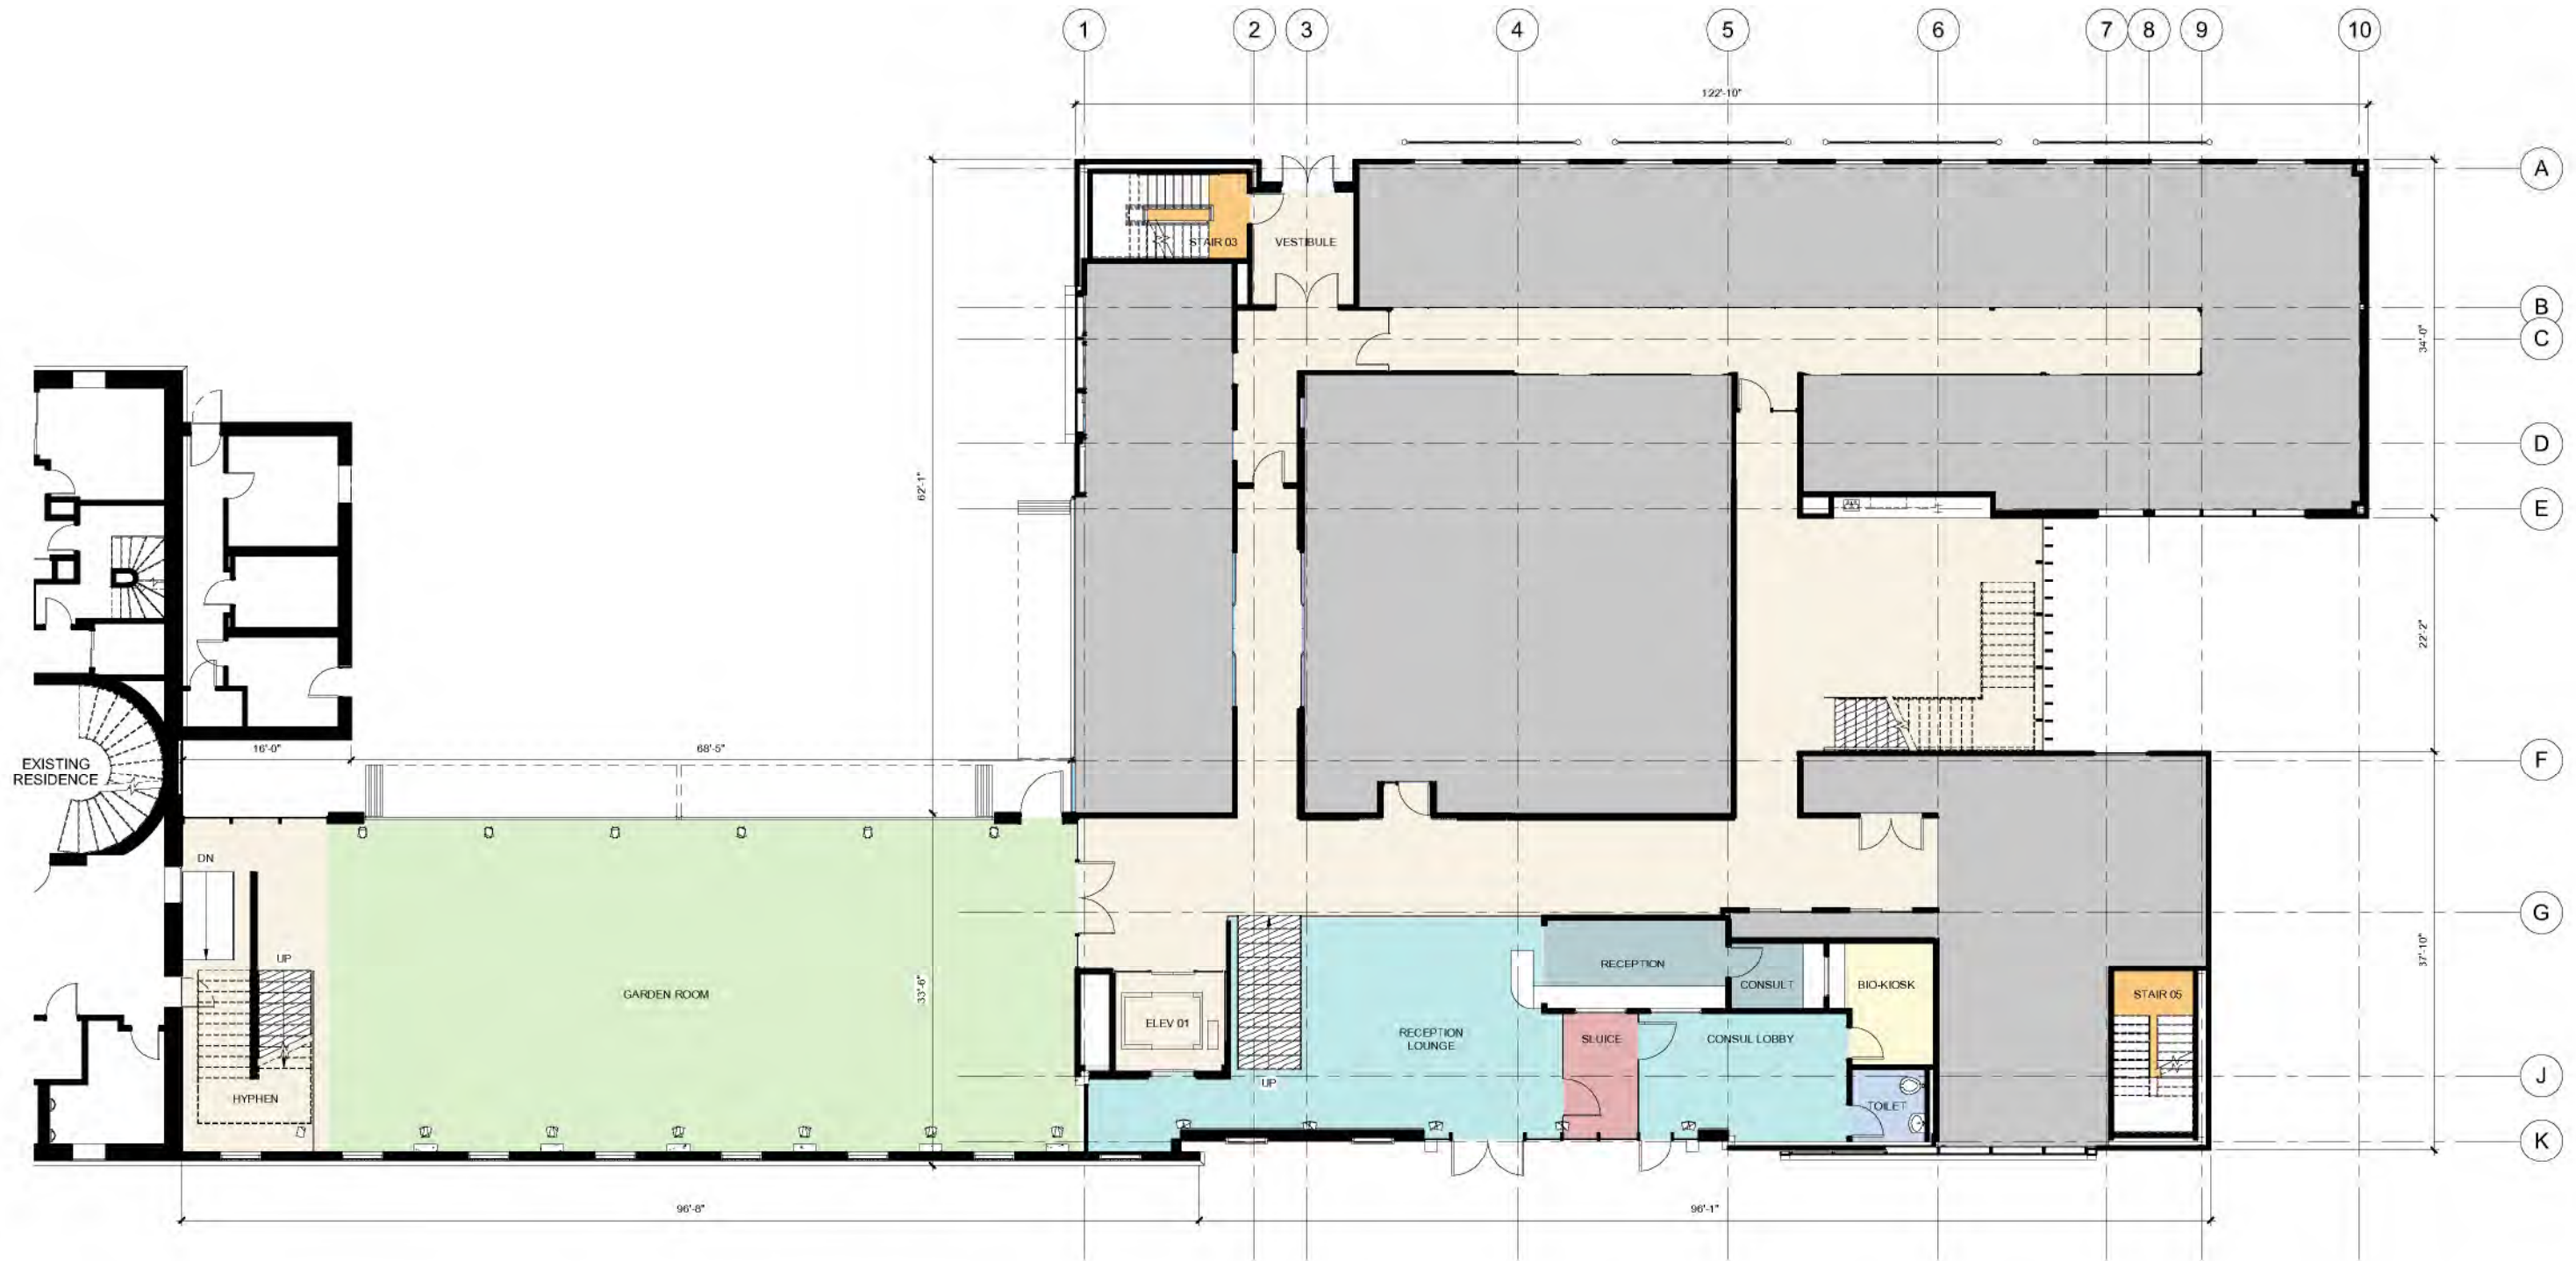 1 2 3 4 5 6 7 8 9 10
122'-10"
A
STAIR 03
VESTIBULE
B
C
34'-0"
D
62'-1"
E
22'-2"
16'-0"
68'-5"
F
EXISTING
RESIDENCE
DN
G
UP
RECEPTION
37'-10"
GARDEN ROOM
33'-6"
CONSULT
BIO-KIOSK
STAIR 05
ELEV 01
RECEPTION
LOUNGE
SLUICE
CONSUL LOBBY
J
UP
HYPHEN
TOILET
K
96'-8"
96'-1"